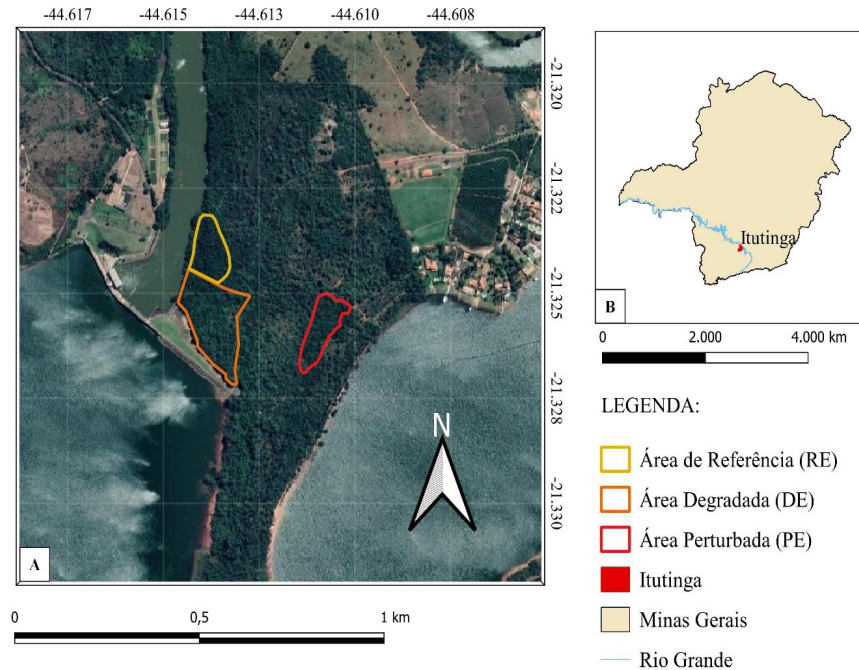 -44.617 -44.615 -44.613 -44.610 -44.608
-21.320
-21.322
-21.325
-21.328
-21.330
N
A
0 0,5 1 km
Itutinga
B
0 2.000 4.000 km
LEGENDA:
Área de Referência (RE)
Área Degradada (DE)
Área Perturbada (PE)
Itutinga
Minas Gerais
Rio Grande